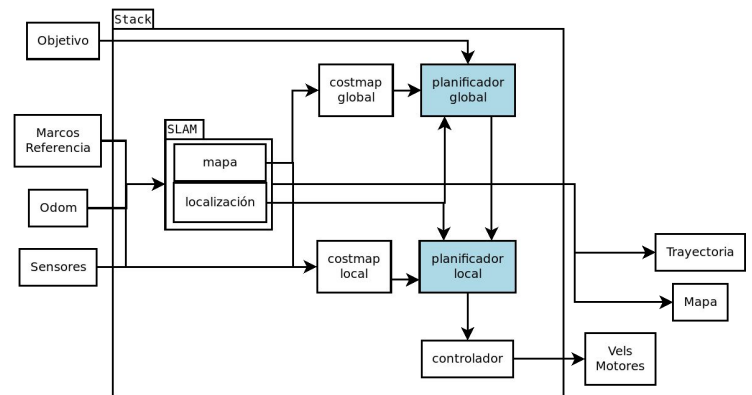 Stack
Objetivo
costmap
global
planificador
global
Marcos
Referencia
SLAM
mapa
localización
Odom
Sensores
costmap
local
planificador
local
Trayectoria
Mapa
controlador
Vels
Motores